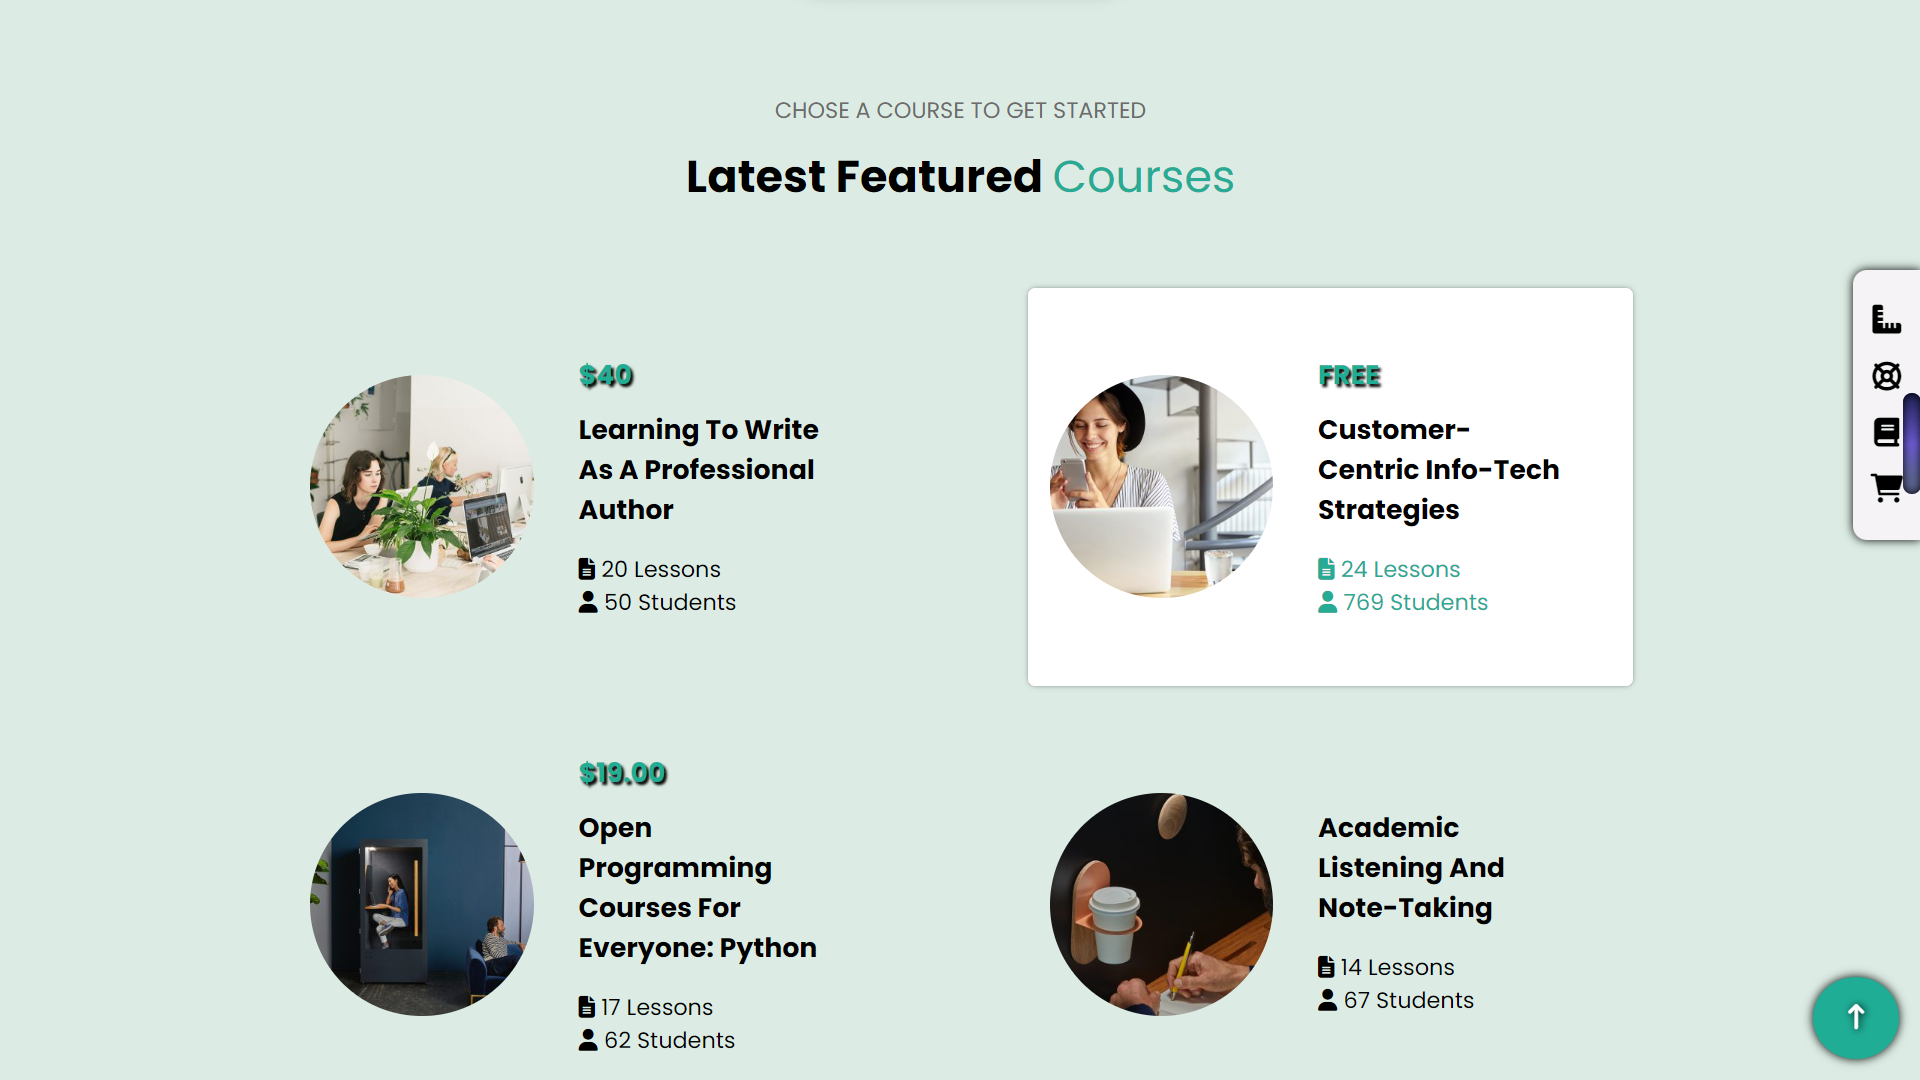 CHOSE A COURSE TO GET STARTED
Latest Featured Courses
$40
Learning To Write
As A Professional
Author
20 Lessons
50 Students
FREE
Customer-
Centric Info-Tech
Strategies
24 Lessons
769 Students
$19.00
Open
Programming
Courses For
Everyone: Python
17 Lessons
62 Students
Academic
Listening And
Note-Taking
14 Lessons
67 Students